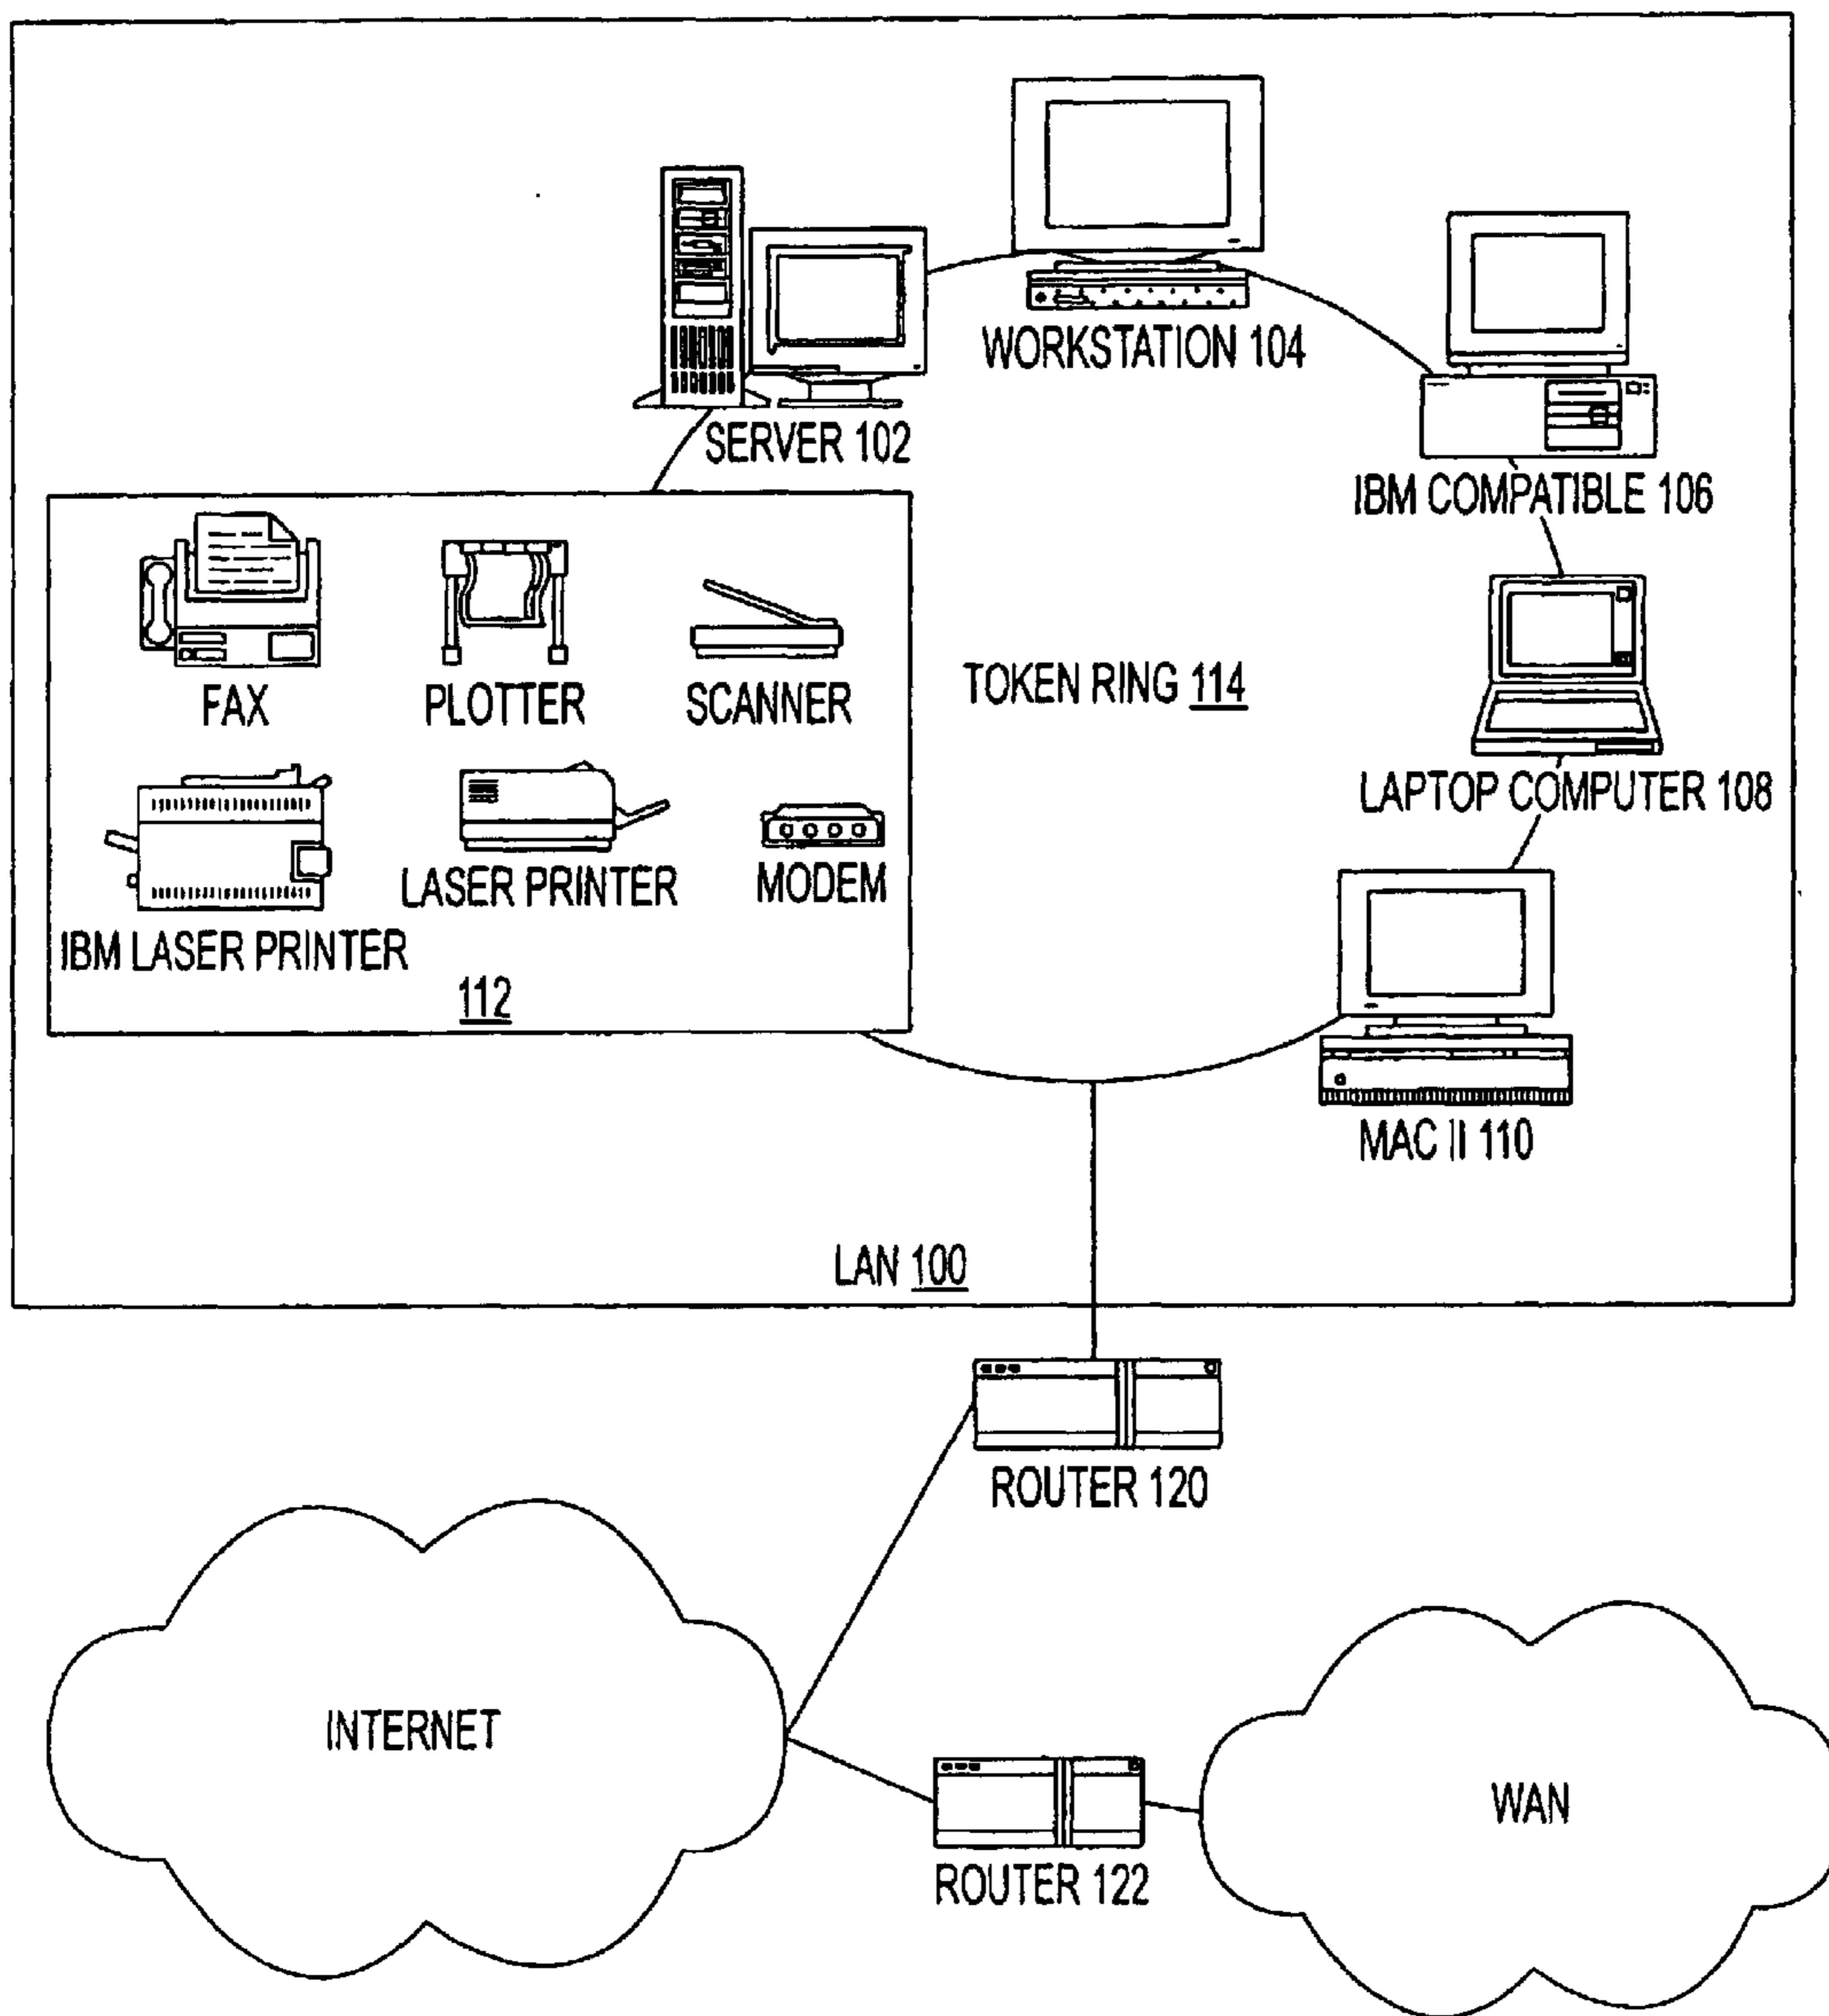 WORKSTATION 104
SERVER 102
IBM COMPATIBLE 106
FAX
PLOTTER
SCANNER
TOKEN RING 114
LAPTOP COMPUTER 108
LASER PRINTER
MODEM
IBM LASER PRINTER
112
MAC II 110
LAN 100
ROUTER 120
INTERNET
WAN
ROUTER 122